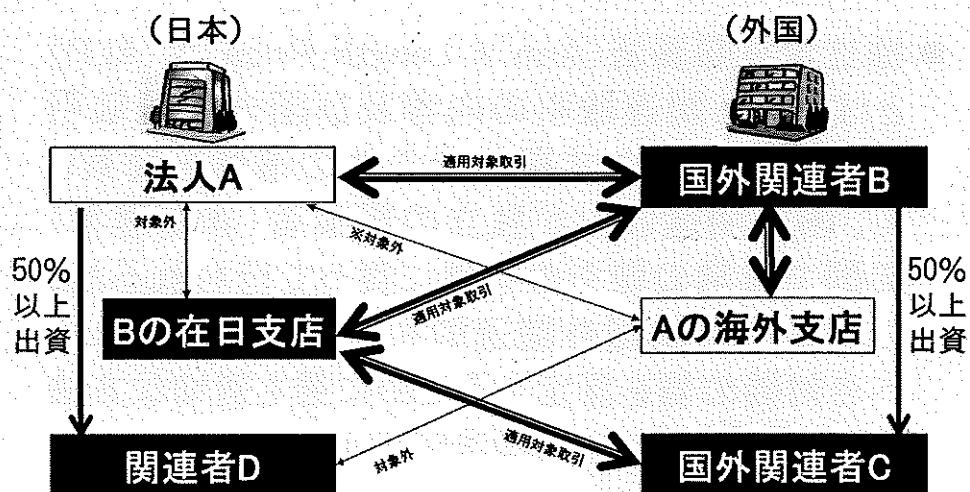 (日本)
(外国)
法人A
適用対象取引
国外関連者B
対象外
※対象外
50%
以上
出資
適用対象取引
50%
以上
出資
Bの在日支店
Aの海外支店
関連者D
対象外
適用対象取引
国外関連者C